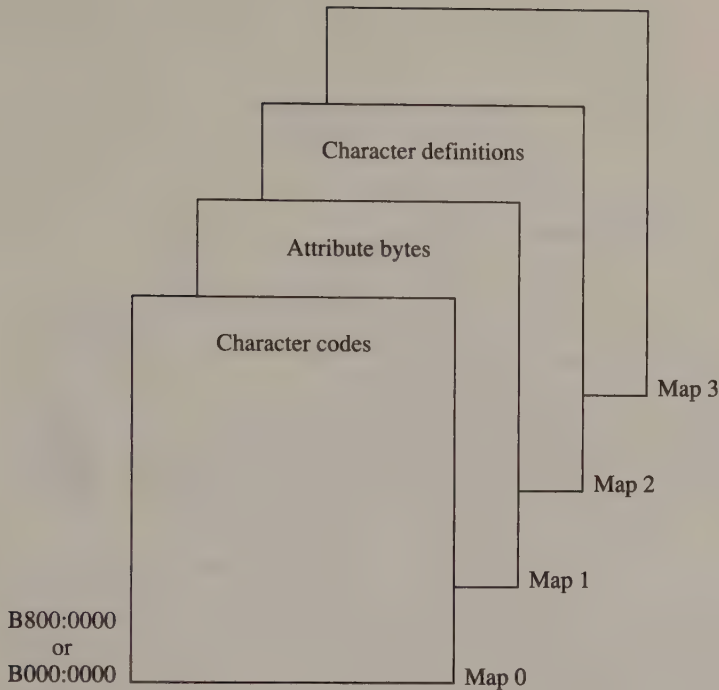 Character definitions
Attribute bytes
Character codes
Map 3
Map 2
Map 1
B800:0000
or
B000:0000
Map 0